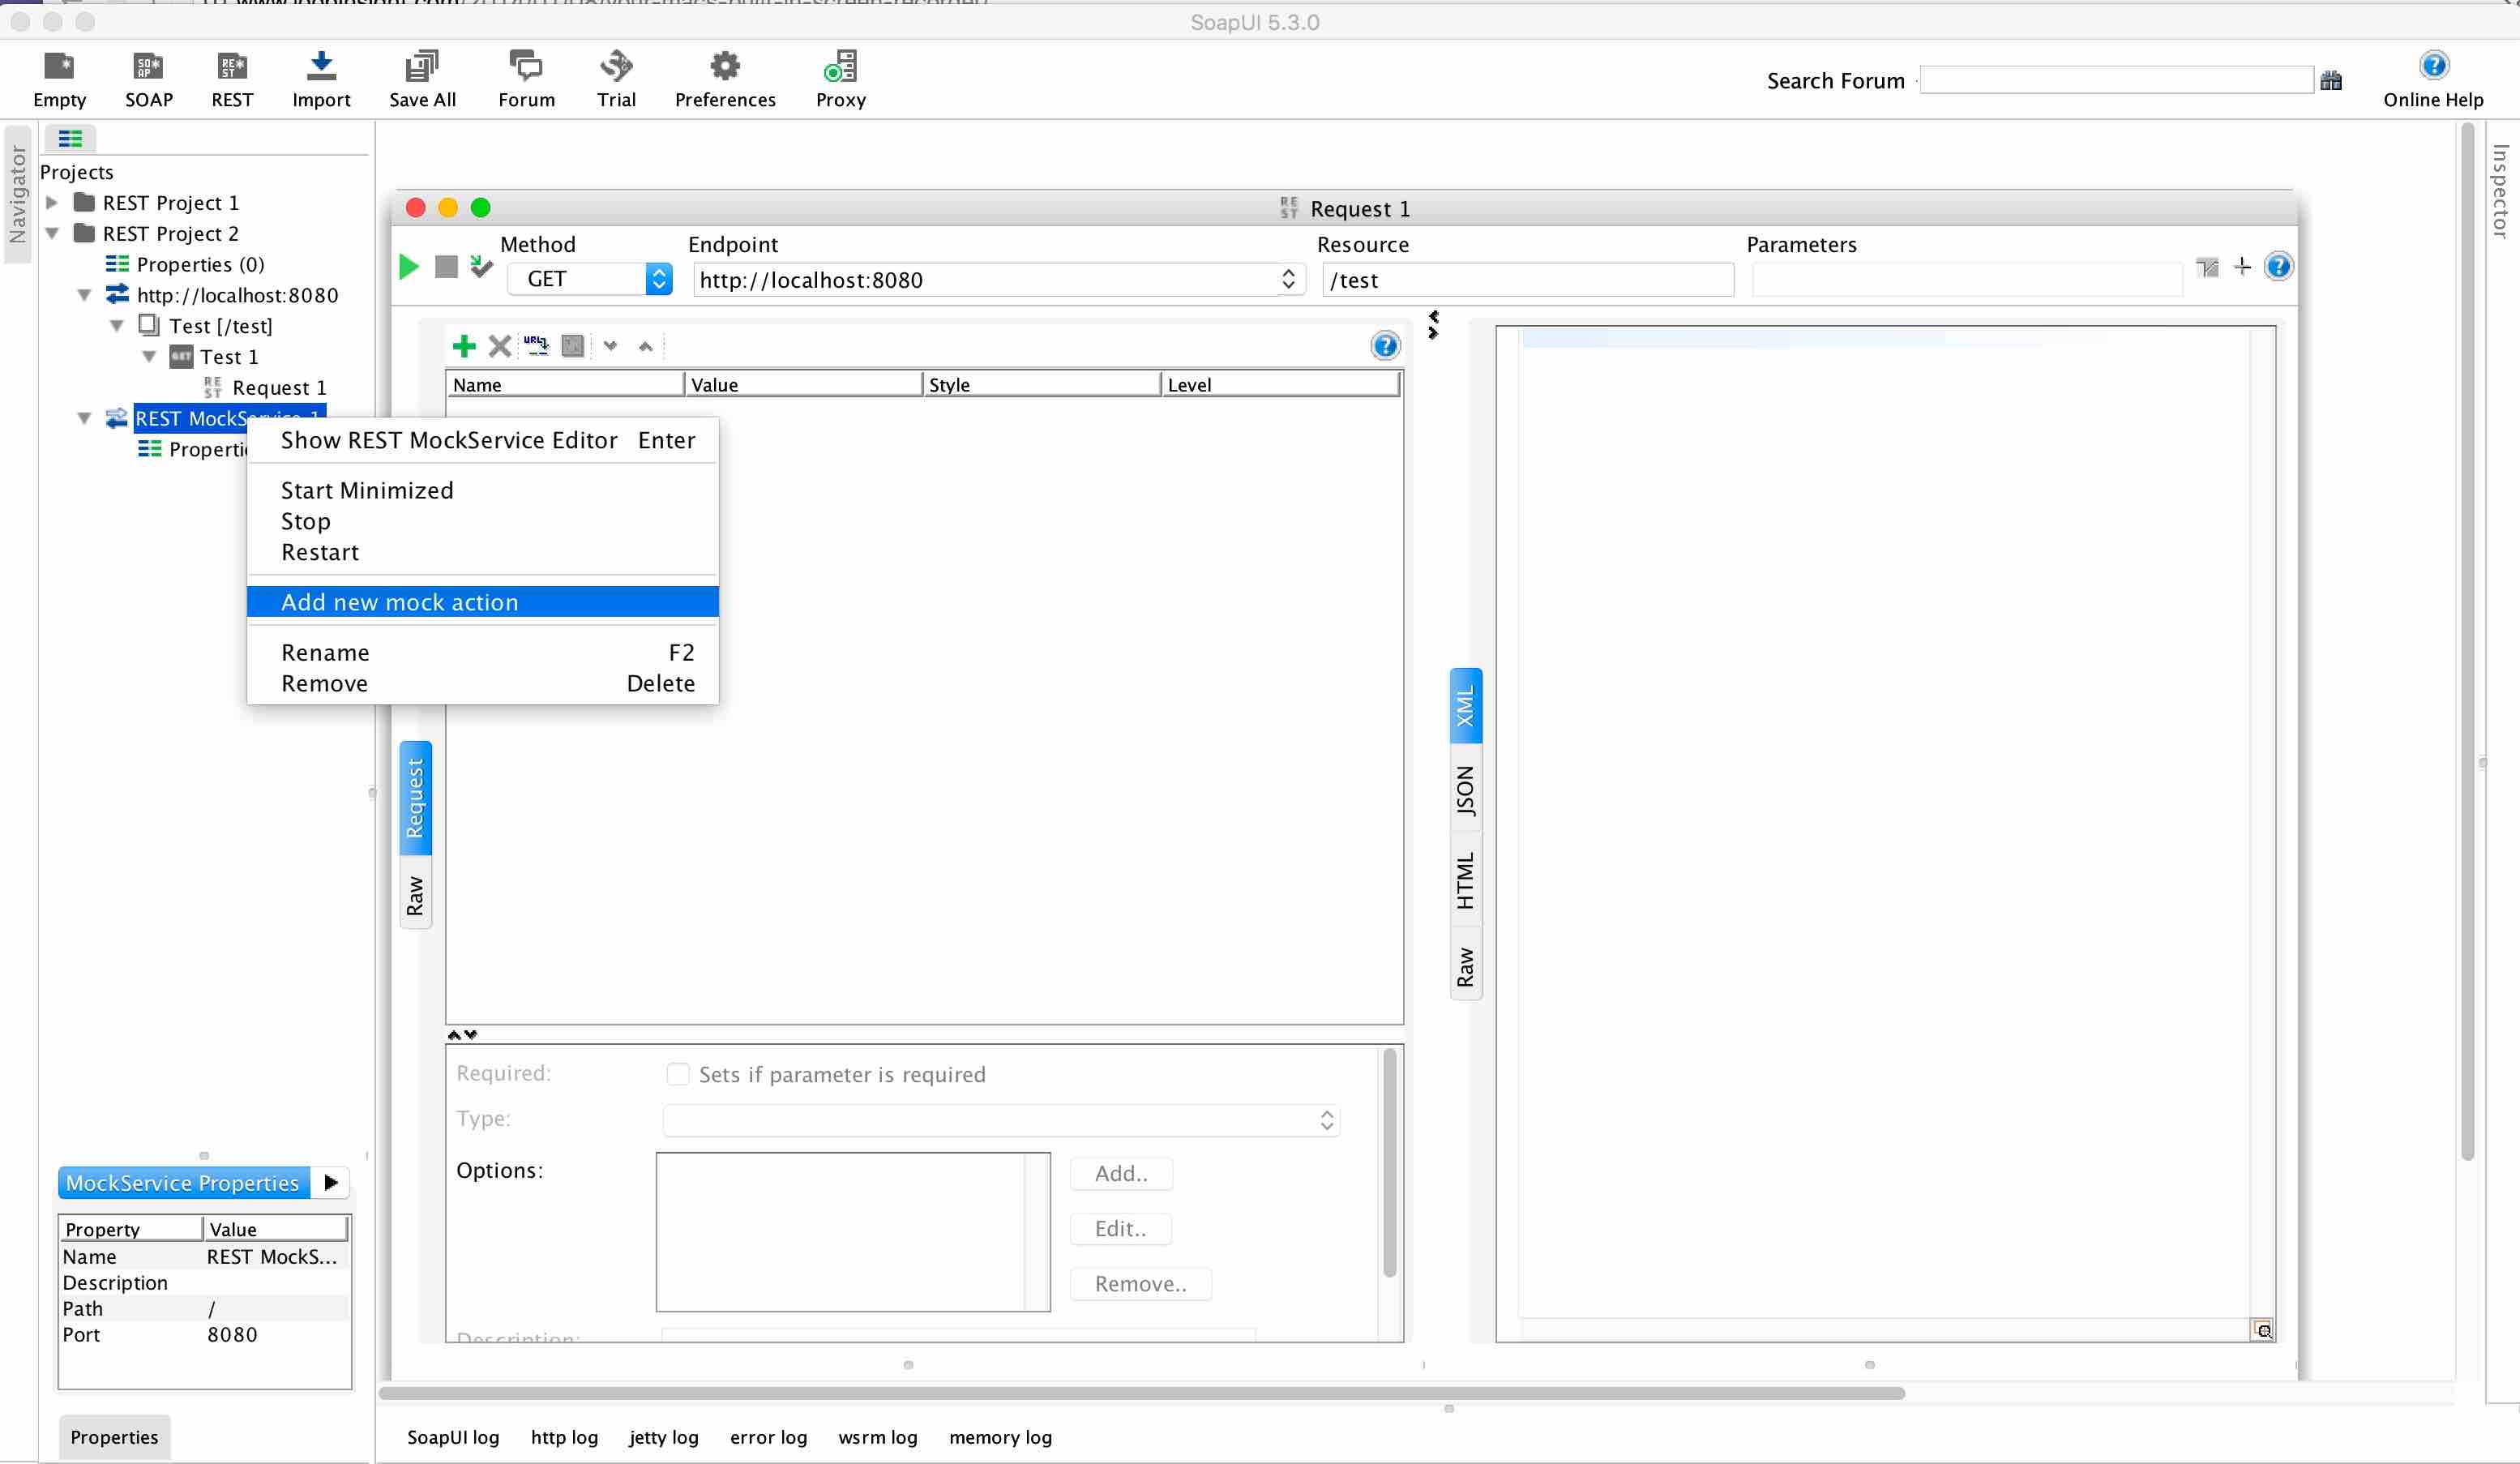 SoapUI 5.3.0
Empty SOAP REST Import Save All Forum Trial Preferences Proxy Search Forum Online Help
Navigator
Inspector
Projects
REST Project 1
REST Project 2
Properties (0)
http://localhost:8080
Test [/test]
Test 1
Request 1
REST MockService 1
Properti
Show REST MockService Editor Enter
Start Minimized
Stop
Restart
Add new mock action
Rename F2
Remove Delete
Request 1
Method Endpoint Resource Parameters
GET http://localhost:8080 /test
Name Value Style Level
Request
Raw
XML
JSON
HTML
Raw
Required: Sets if parameter is required
Type:
Options:
Add..
Edit..
Remove..
Description:
MockService Properties
Property Value
Name REST MockS...
Description
Path /
Port 8080
Properties
SoapUI log http log jetty log error log wsrm log memory log